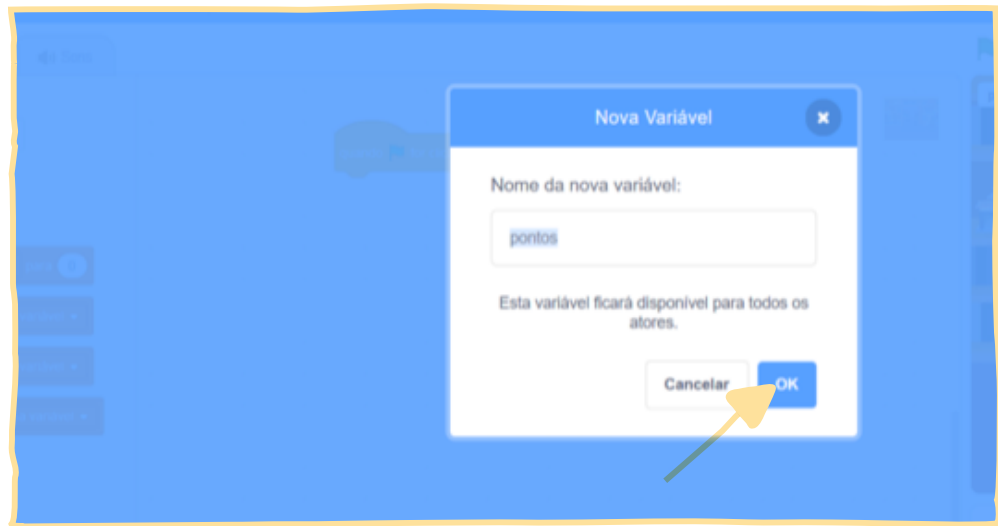 Nova Variável
Nome da nova variável:
pontos
Esta variável ficará disponível para todos os
atores.
Cancelar
OK